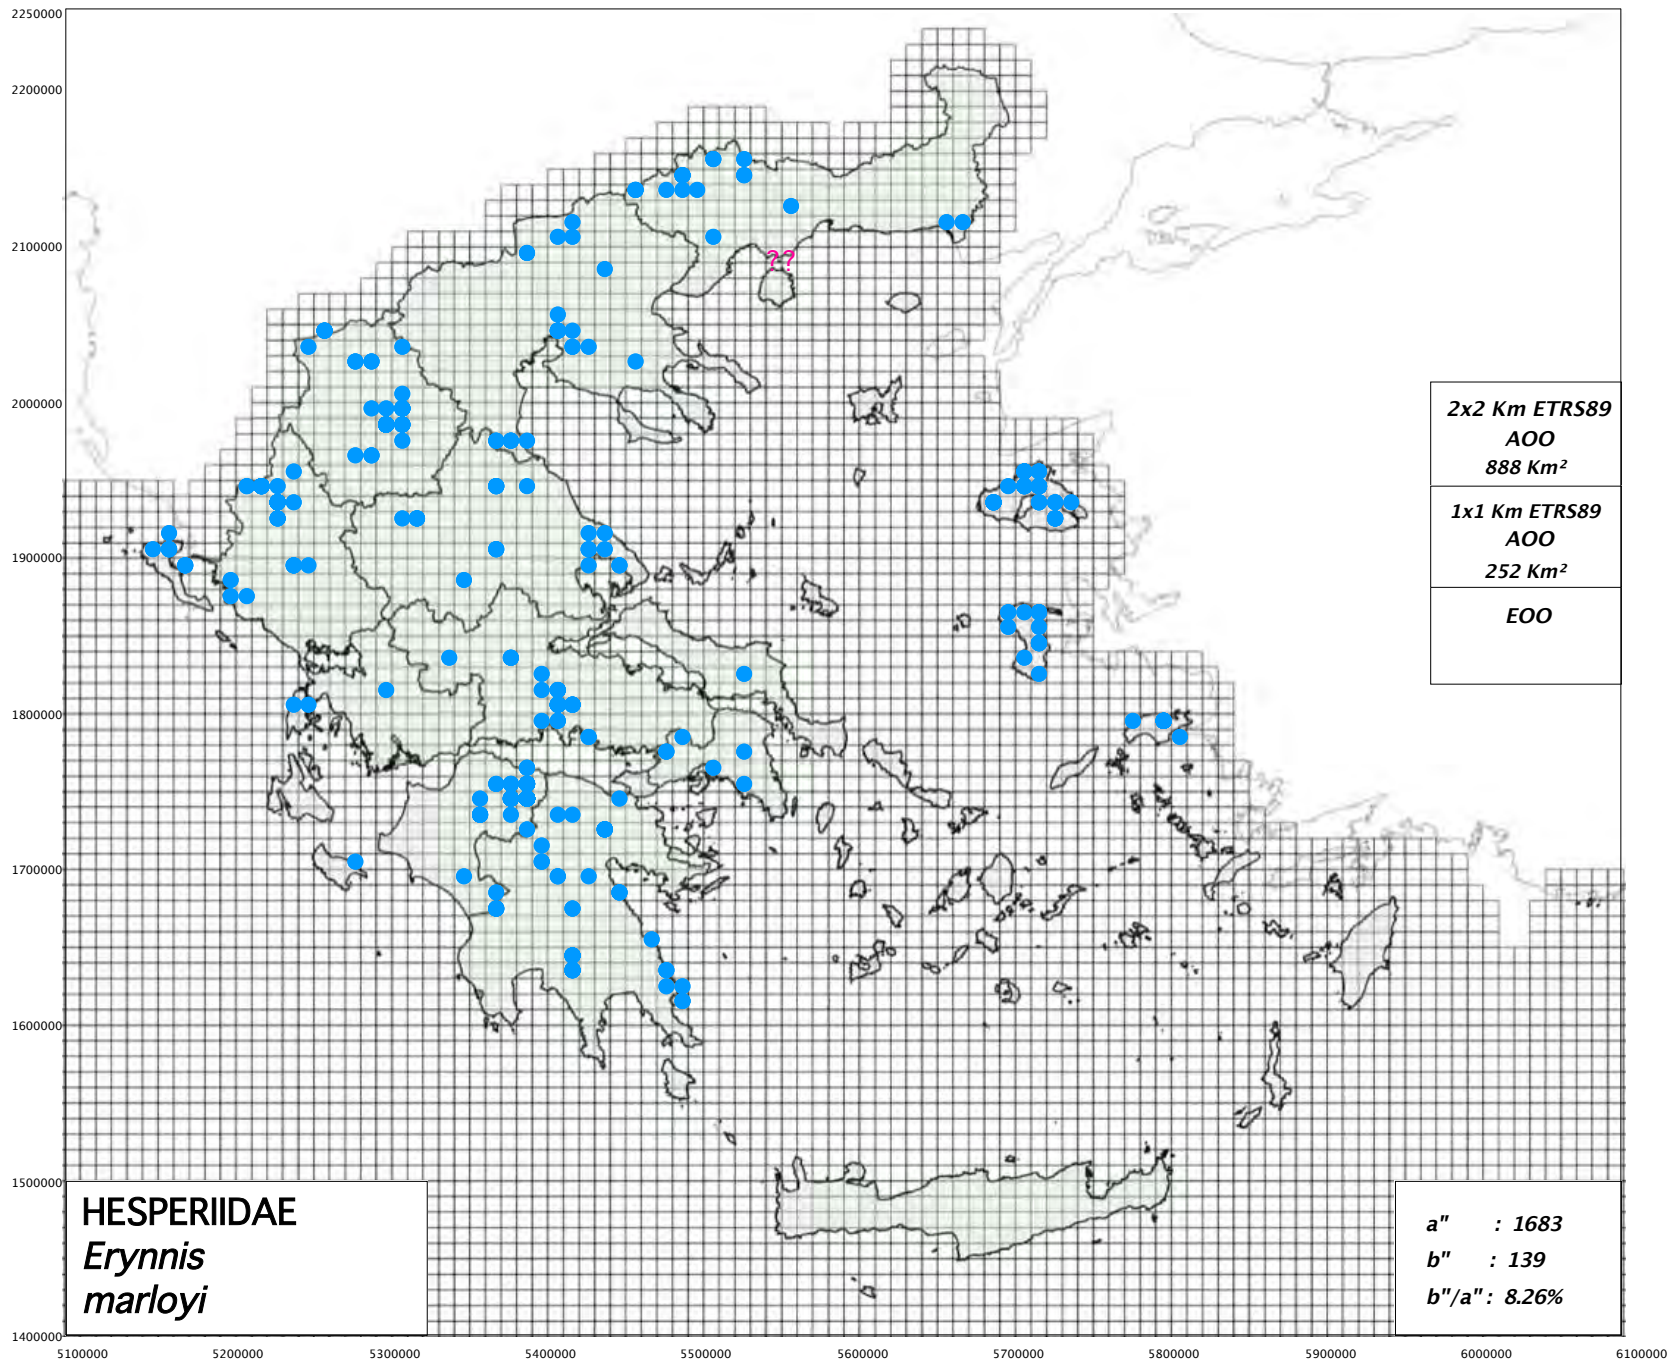 2250000
2200000
2100000
??
2000000
2x2 Km ETRS89
AOO
888 Km²
1x1 Km ETRS89
AOO
252 Km²
EOO
1900000
1800000
1700000
1600000
1500000
HESPERIIDAE
Erynnis
marloyi
a" : 1683
b" : 139
b"/a" : 8.26%
1400000
5100000 5200000 5300000 5400000 5500000 5600000 5700000 5800000 5900000 6000000 6100000